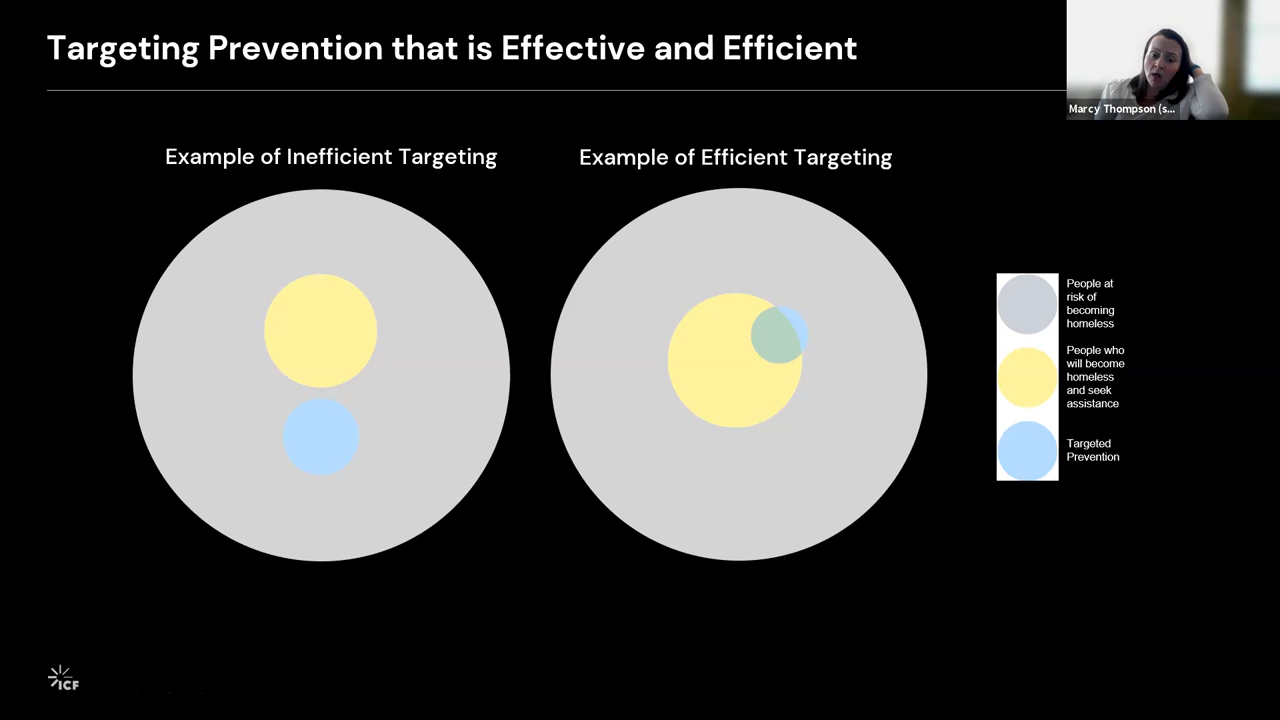 Targeting Prevention that is Effective and Efficient
Marcy Thompson (s...
Example of Inefficient Targeting
Example of Efficient Targeting
People at
risk of
becoming
homeless
People who
will become
homeless
and seek
assistance
Targeted
Prevention
ICF